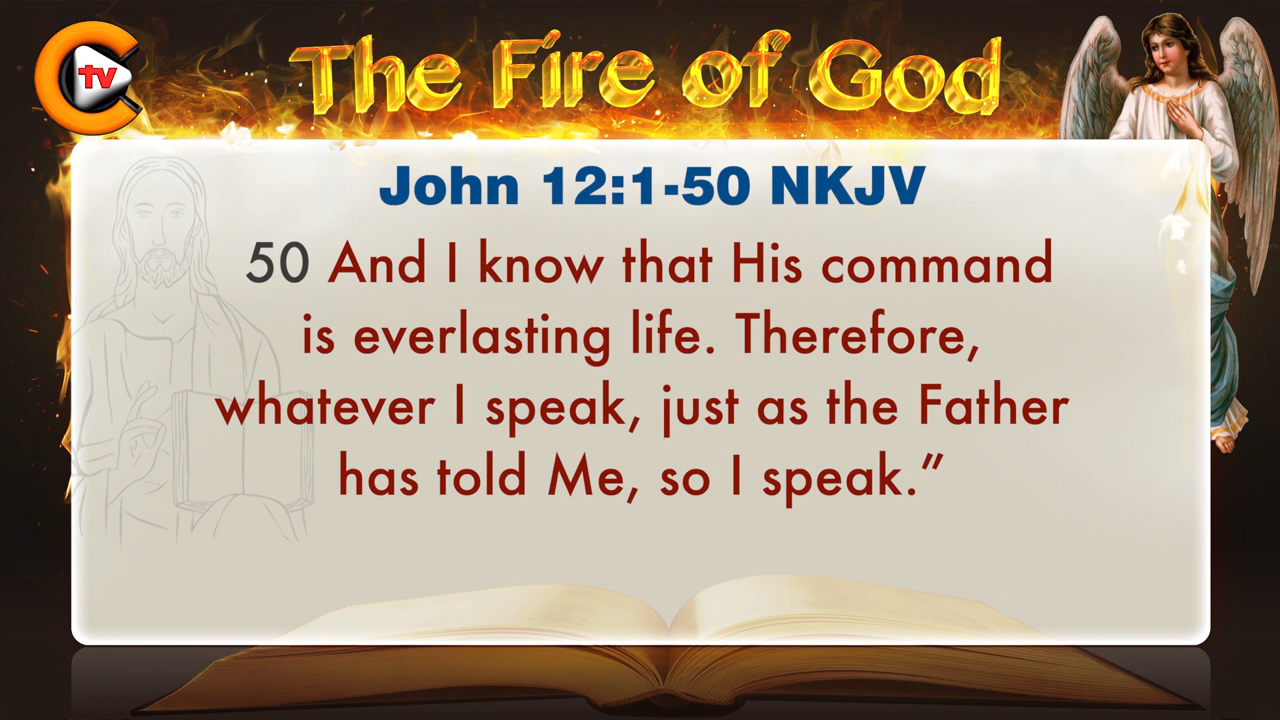 tv
The Fire of God
John 12:1-50 NKJV
50 And I know that His command
is everlasting life. Therefore,
whatever I speak, just as the Father
has told Me, so I speak.”